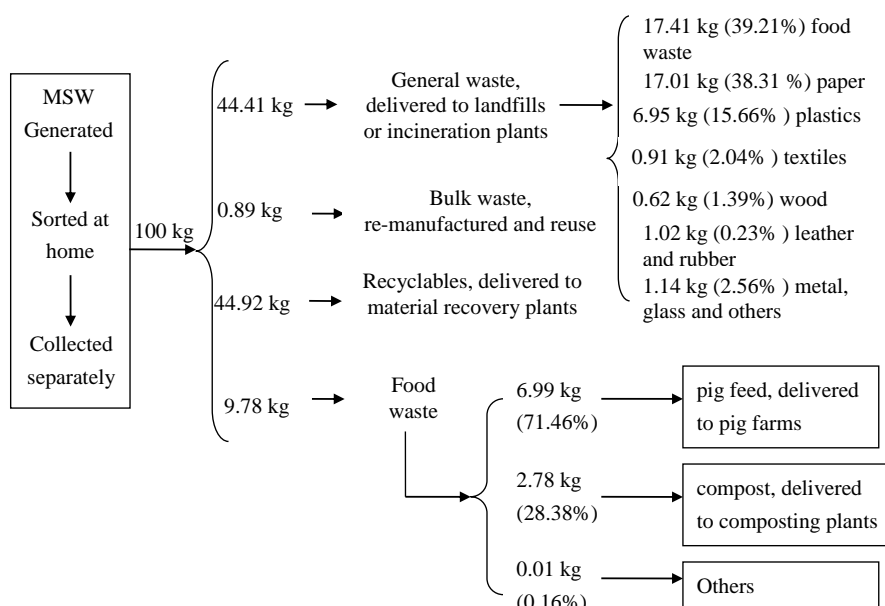 MSW
Generated
Sorted at
home
Collected
separately
100 kg
44.41 kg
General waste,
delivered to landfills
or incineration plants
17.41 kg (39.21%) food
waste
17.01 kg (38.31 %) paper
6.95 kg (15.66% ) plastics
0.91 kg (2.04% ) textiles
0.62 kg (1.39%) wood
1.02 kg (0.23% ) leather
and rubber
1.14 kg (2.56% ) metal,
glass and others
0.89 kg
Bulk waste,
re-manufactured and reuse
44.92 kg
Recyclables, delivered to
material recovery plants
9.78 kg
Food
waste
6.99 kg
(71.46%)
pig feed, delivered
to pig farms
2.78 kg
(28.38%)
compost, delivered
to composting plants
0.01 kg
(0.16%)
Others